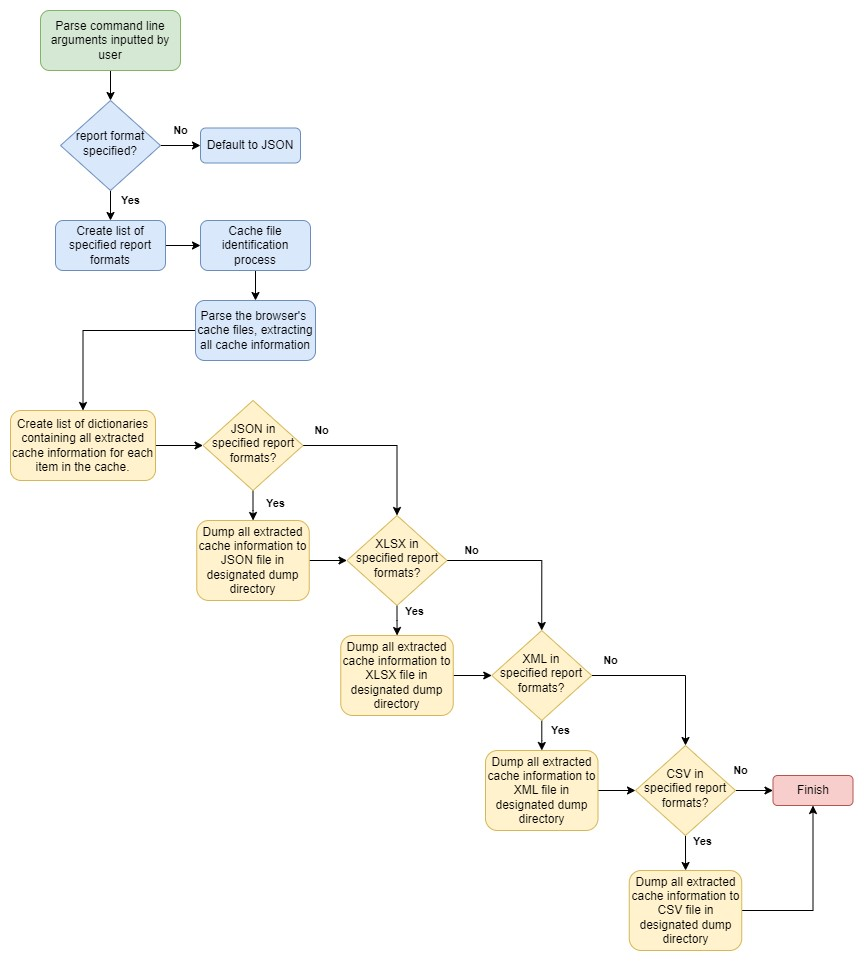 Parse command line
arguments inputted by
user
report format
specified?
No
Default to JSON
Yes
Create list of
specified report
formats
Cache file
identification
process
Parse the browser's
cache files, extracting
all cache information
Create list of dictionaries
containing all extracted
cache information for each
item in the cache.
JSON in
specified report
formats?
No
Yes
Dump all extracted
cache information to
JSON file in
designated dump
directory
XLSX in
specified report
formats?
No
Yes
Dump all extracted
cache information to
XLSX file in
designated dump
directory
XML in
specified report
formats?
No
Yes
Dump all extracted
cache information to
XML file in
designated dump
directory
CSV in
specified report
formats?
No
Finish
Yes
Dump all extracted
cache information to
CSV file in
designated dump
directory